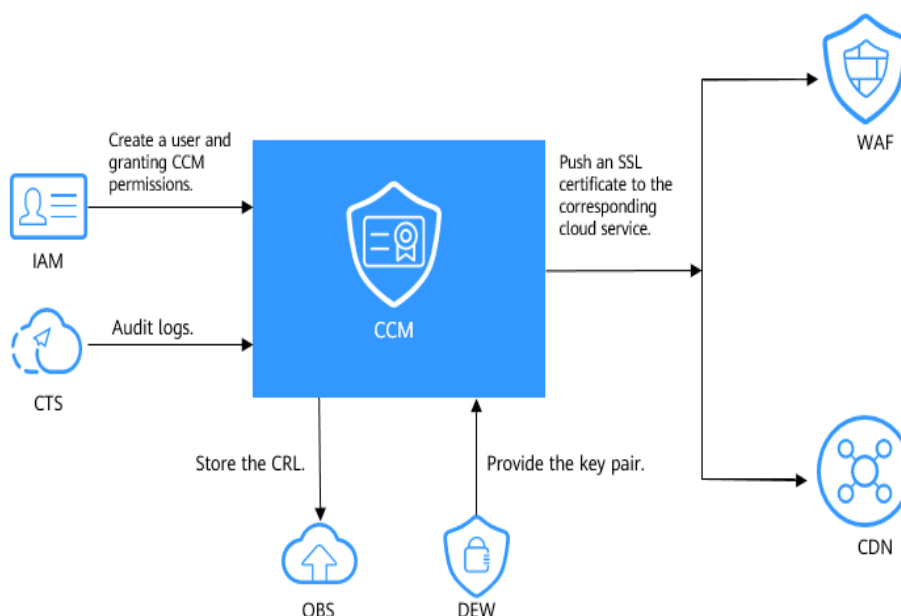 WAF
Create a user and
granting CCM
permissions.
Push an SSL
certificate to the
corresponding
cloud service.
IAM
Audit logs.
CCM
CTS
Store the CRL.
Provide the key pair.
CDN
OBS
DEW